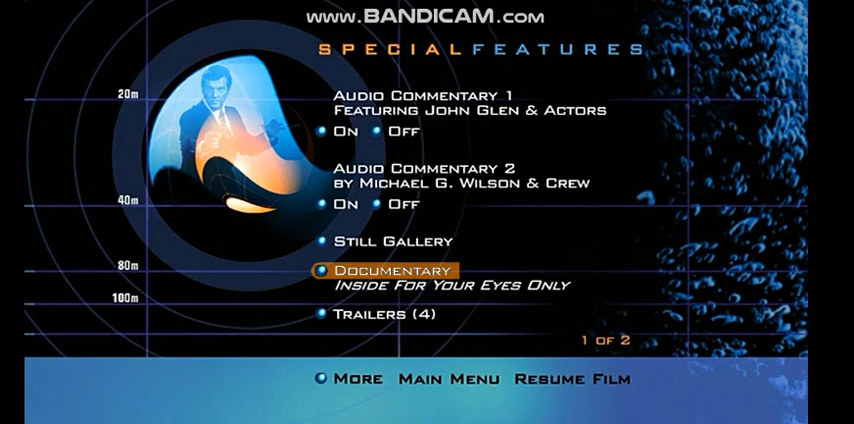 www.BANDICAM.com
SPECIALFEATURES
20m
AUDIO COMMENTARY 1
FEATURING JOHN GLEN & ACTORS
ON OFF
AUDIO COMMENTARY 2
BY MICHAEL G. WILSON & CREW
40m
ON OFF
STILL GALLERY
80m
DOCUMENTARY
INSIDE FOR YOUR EYES ONLY
100m
TRAILERS (4)
1 OF 2
MORE MAIN MENU RESUME FILM